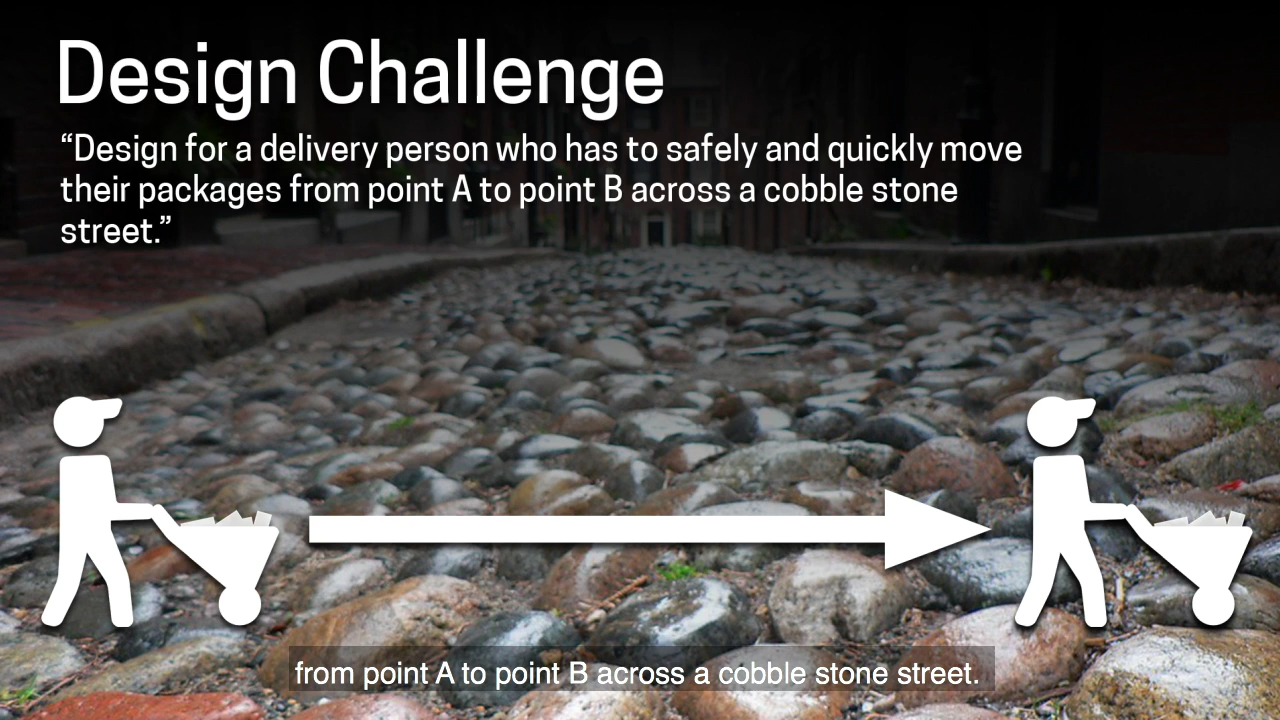 Design Challenge
“Design for a delivery person who has to safely and quickly move
their packages from point A to point B across a cobble stone
street.”
from point A to point B across a cobble stone street.